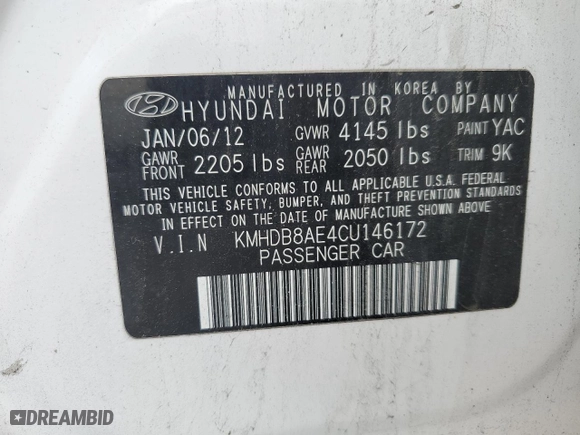 MANUFACTURED IN KOREA BY
HYUNDAI MOTOR COMPANY
JAN/06/12 GVWR 4145 lbs PAINT YAC
GAWR FRONT 2205 lbs GAWR REAR 2050 lbs TRIM 9K
THIS VEHICLE CONFORMS TO ALL APPLICABLE U.S.A. FEDERAL
MOTOR VEHICLE SAFETY, BUMPER, AND THEFT PREVENTION STANDARDS
IN EFFECT ON THE DATE OF MANUFACTURE SHOWN ABOVE.
V.I.N KMHDB8AE4CU146172
PASSENGER CAR
DREAMBID